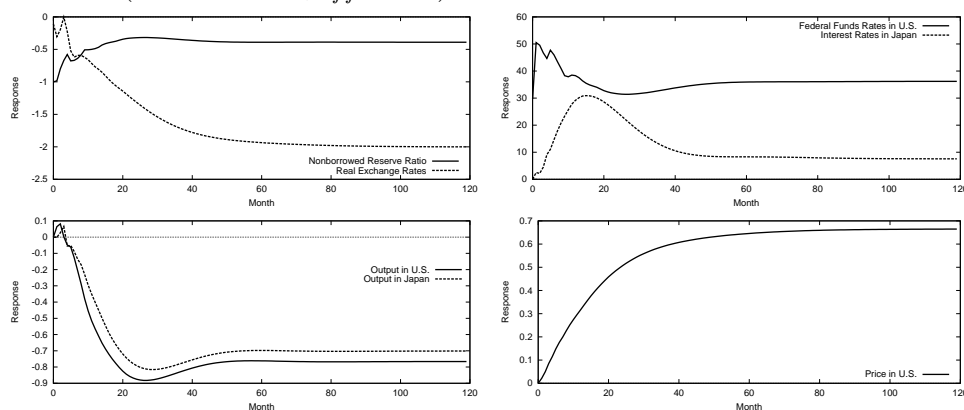 0
-0.5
-1
-1.5
-2
-2.5
Response
0 20 40 60 80 100 120
Month
Nonborrowed Reserve Ratio
Real Exchange Rates
60
50
40
30
20
10
0
Response
0 20 40 60 80 100 120
Month
Federal Funds Rates in U.S.
Interest Rates in Japan
0.1
0
-0.1
-0.2
-0.3
-0.4
-0.5
-0.6
-0.7
-0.8
-0.9
Response
0 20 40 60 80 100 120
Month
Output in U.S.
Output in Japan
0.7
0.6
0.5
0.4
0.3
0.2
0.1
0
Response
0 20 40 60 80 100 120
Month
Price in U.S.